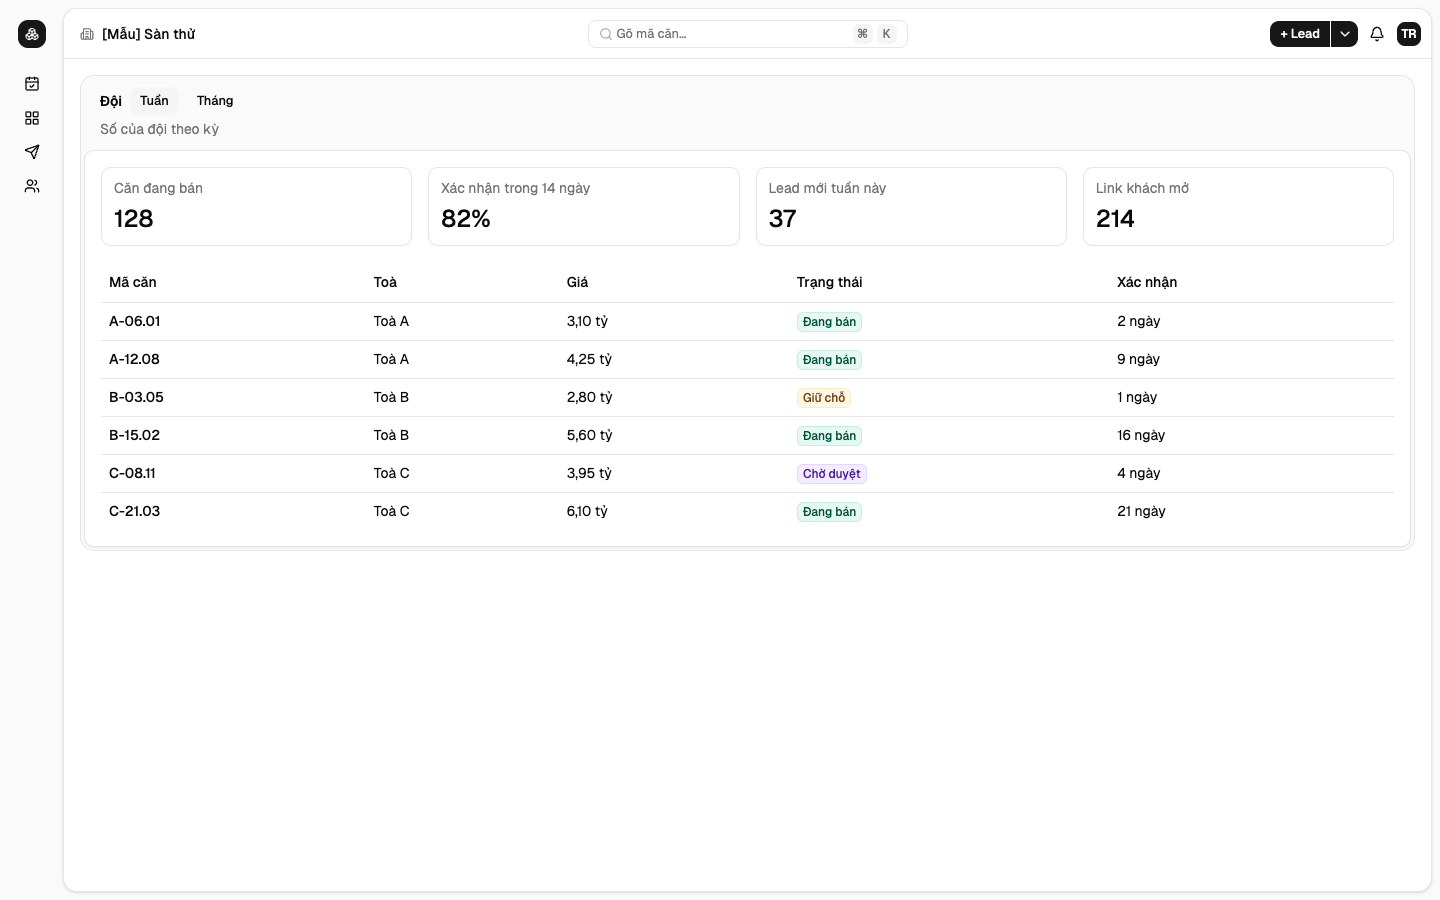 [Mẫu] Sàn thử
Gõ mã căn...
⌘ K
+ Lead
TR
Đội Tuần Tháng
Số của đội theo kỳ
Căn đang bán
128
Xác nhận trong 14 ngày
82%
Lead mới tuần này
37
Link khách mở
214
Mã căn Toà Giá Trạng thái Xác nhận
A-06.01 Toà A 3,10 tỷ Đang bán 2 ngày
A-12.08 Toà A 4,25 tỷ Đang bán 9 ngày
B-03.05 Toà B 2,80 tỷ Giữ chỗ 1 ngày
B-15.02 Toà B 5,60 tỷ Đang bán 16 ngày
C-08.11 Toà C 3,95 tỷ Chờ duyệt 4 ngày
C-21.03 Toà C 6,10 tỷ Đang bán 21 ngày